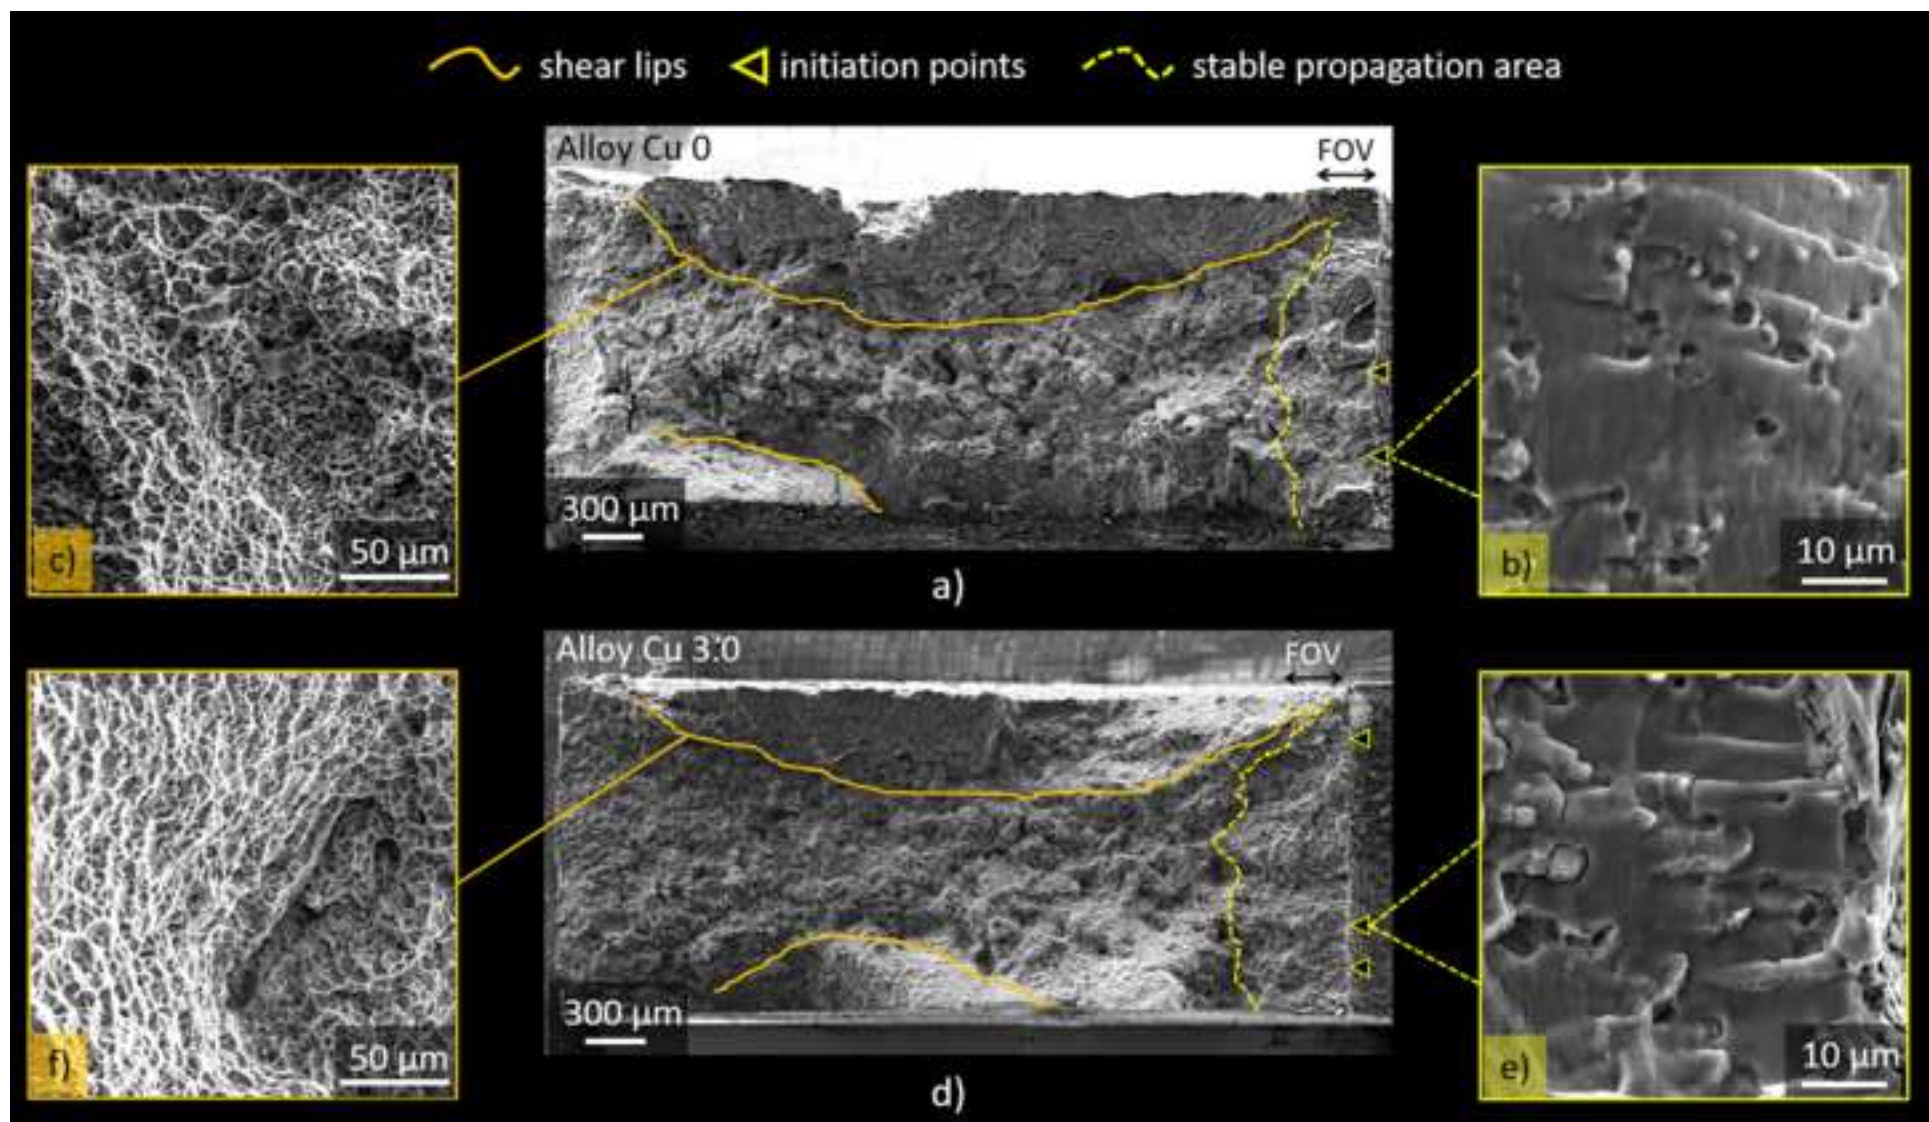 shear lips
initiation points
stable propagation area
Alloy Cu 0
FOV
300 µm
a)
c)
50 µm
b)
10 µm
Alloy Cu 3.0
FOV
300 µm
d)
f)
50 µm
e)
10 µm